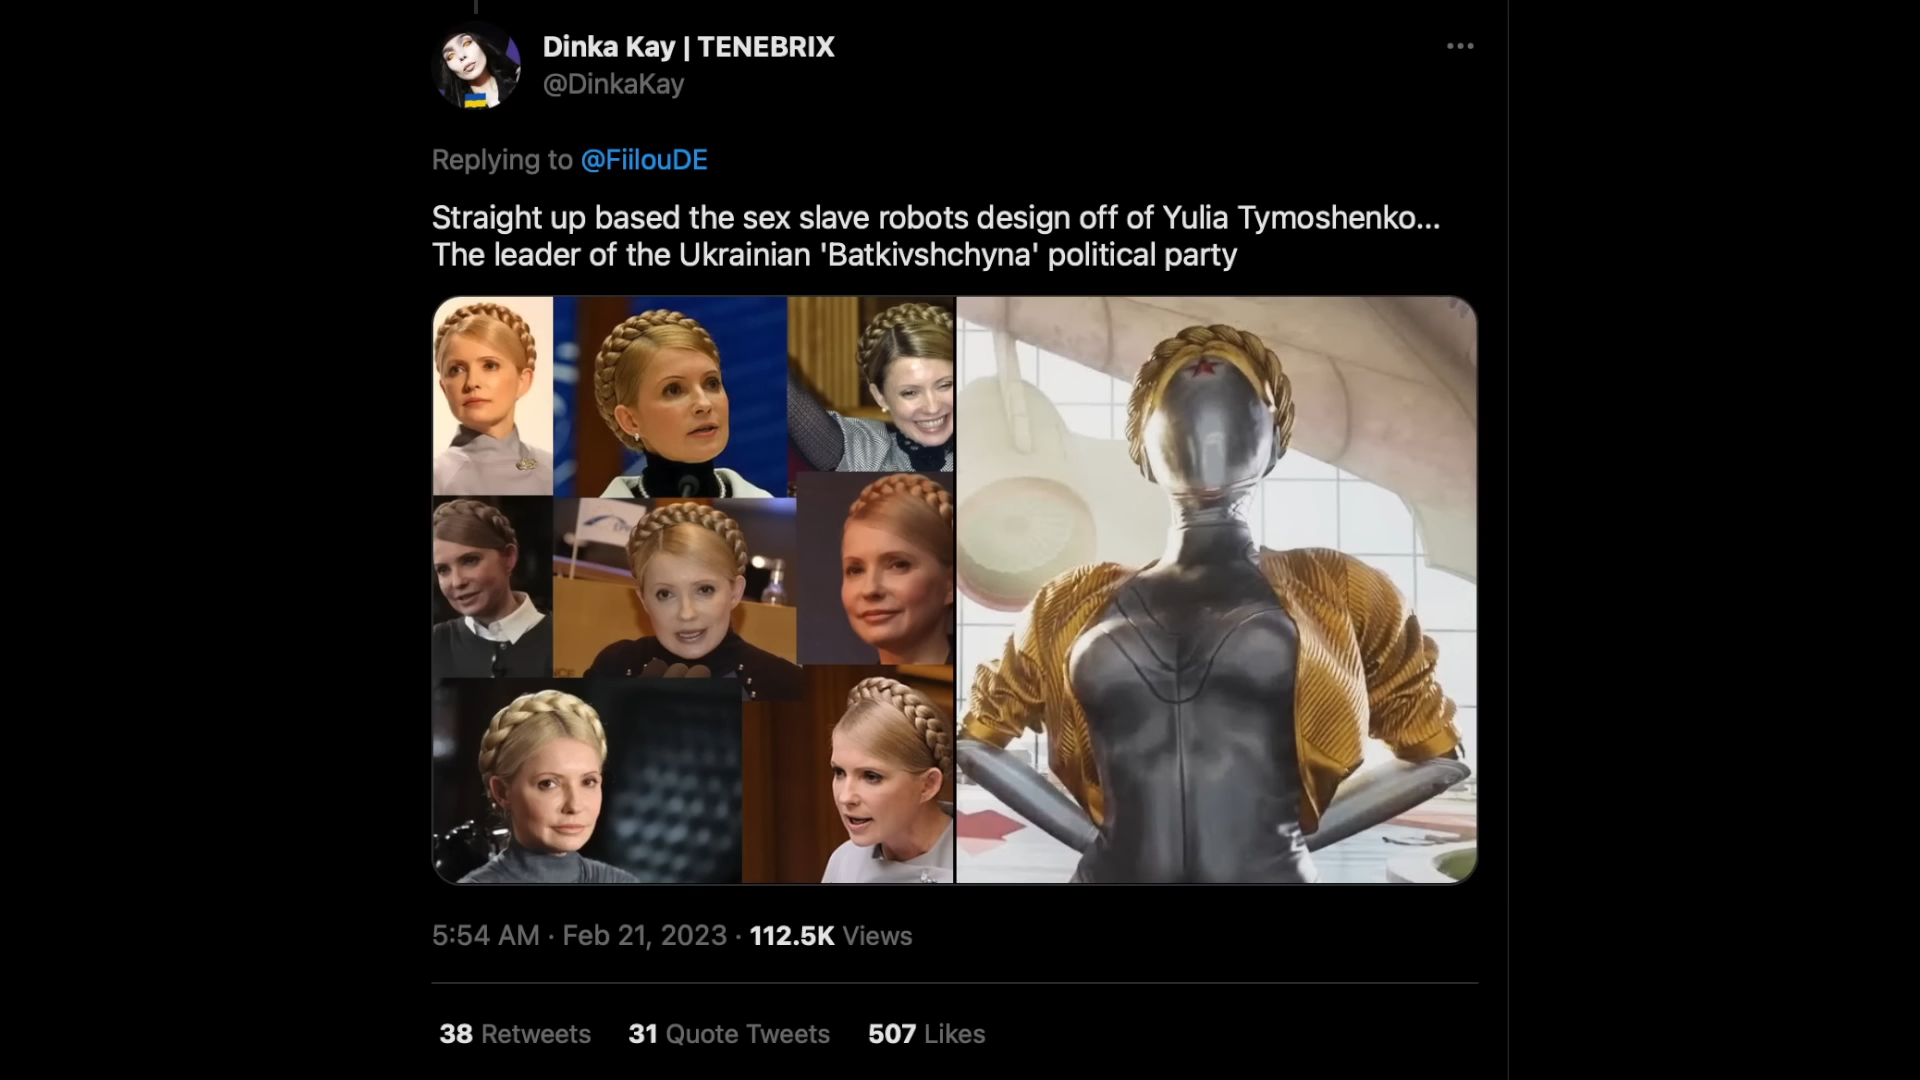 Dinka Kay | TENEBRIX
@DinkaKay
Replying to @FiilouDE
Straight up based the sex slave robots design off of Yulia Tymoshenko...
The leader of the Ukrainian 'Batkivshchyna' political party
5:54 AM · Feb 21, 2023 · 112.5K Views
38 Retweets 31 Quote Tweets 507 Likes